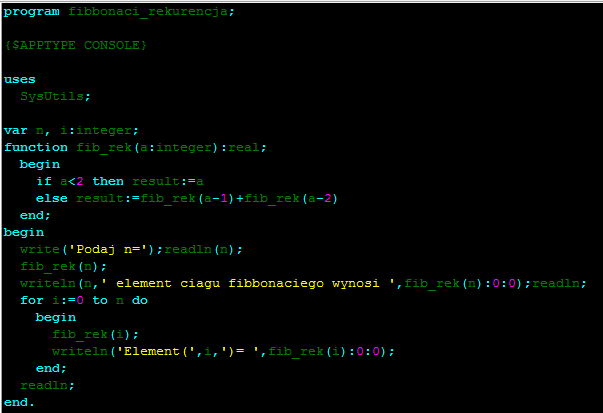 program fibbonaci_rekurencja;
{$APPTYPE CONSOLE}
uses
  SysUtils;
var n, i:integer;
function fib_rek(a:integer):real;
  begin
    if a<2 then result:=a
    else result:=fib_rek(a-1)+fib_rek(a-2)
  end;
begin
  write('Podaj n=');readln(n);
  fib_rek(n);
  writeln(n,' element ciagu fibbonaciego wynosi ',fib_rek(n):0:0);readln;
  for i:=0 to n do
    begin
      fib_rek(i);
      writeln('Element(',i,')= ',fib_rek(i):0:0);
    end;
  readln;
end.